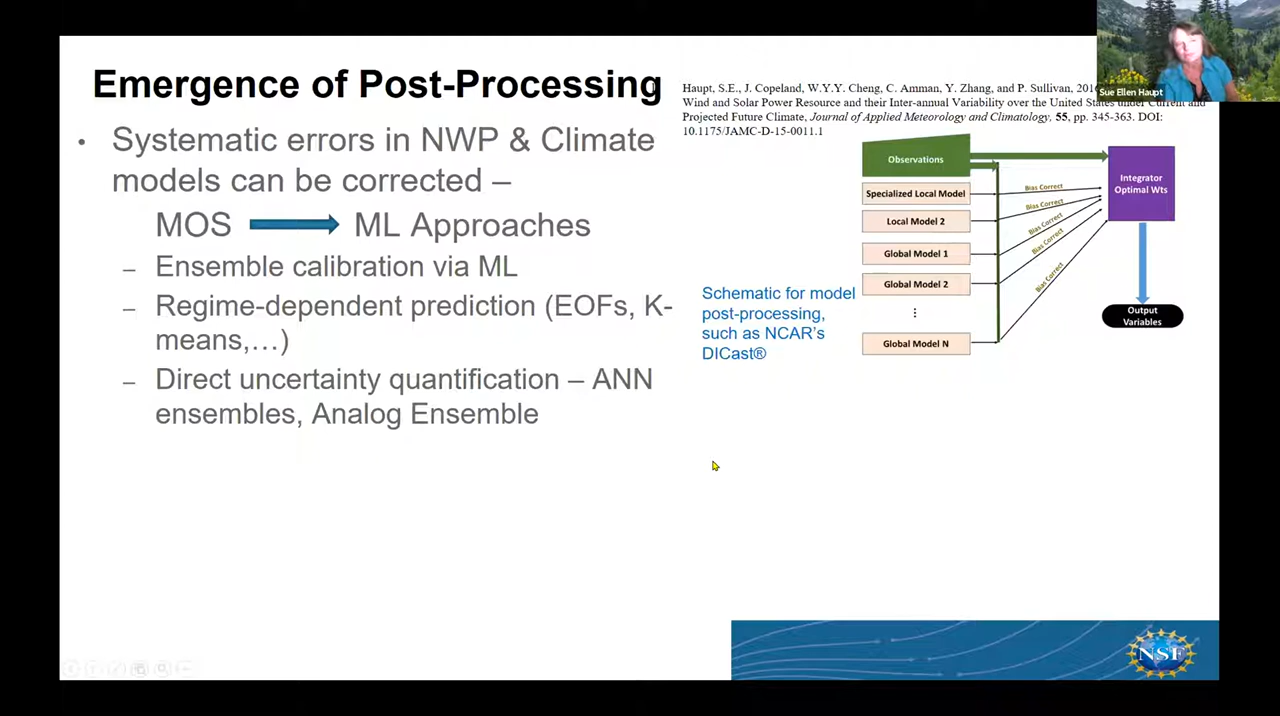 Emergence of Post-Processing
• Systematic errors in NWP & Climate
models can be corrected –
MOS ML Approaches
– Ensemble calibration via ML
– Regime-dependent prediction (EOFs, K-
means,…)
– Direct uncertainty quantification – ANN
ensembles, Analog Ensemble
Haupt, S.E., J. Copeland, W.Y.Y. Cheng, C. Amman, Y. Zhang, and P. Sullivan,
Wind and Solar Power Resource and their Inter-annual Variability over the United States under Current and
Projected Future Climate, Journal of Applied Meteorology and Climatology, 55, pp. 345-363. DOI:
10.1175/JAMC-D-15-0011.1
Sue Ellen Haupt
Observations
Specialized Local Model
Local Model 2
Global Model 1
Global Model 2
⋮
Global Model N
Bias Correct
Bias Correct
Bias Correct
Bias Correct
Bias Correct
Integrator
Optimal Wts
Output
Variables
Schematic for model
post-processing,
such as NCAR's
DICast®
NSF